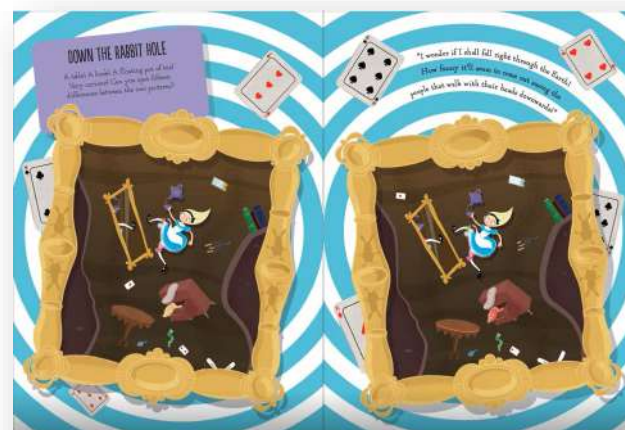 DOWN THE RABBIT HOLE
A table! A book! A floating pot of tea!
Very curious! Can you spot fifteen
differences between the two pictures?
"I wonder if I shall fall right through the Earth!
How funny it'll seem to come out among the
people that walk with their heads downwards!"